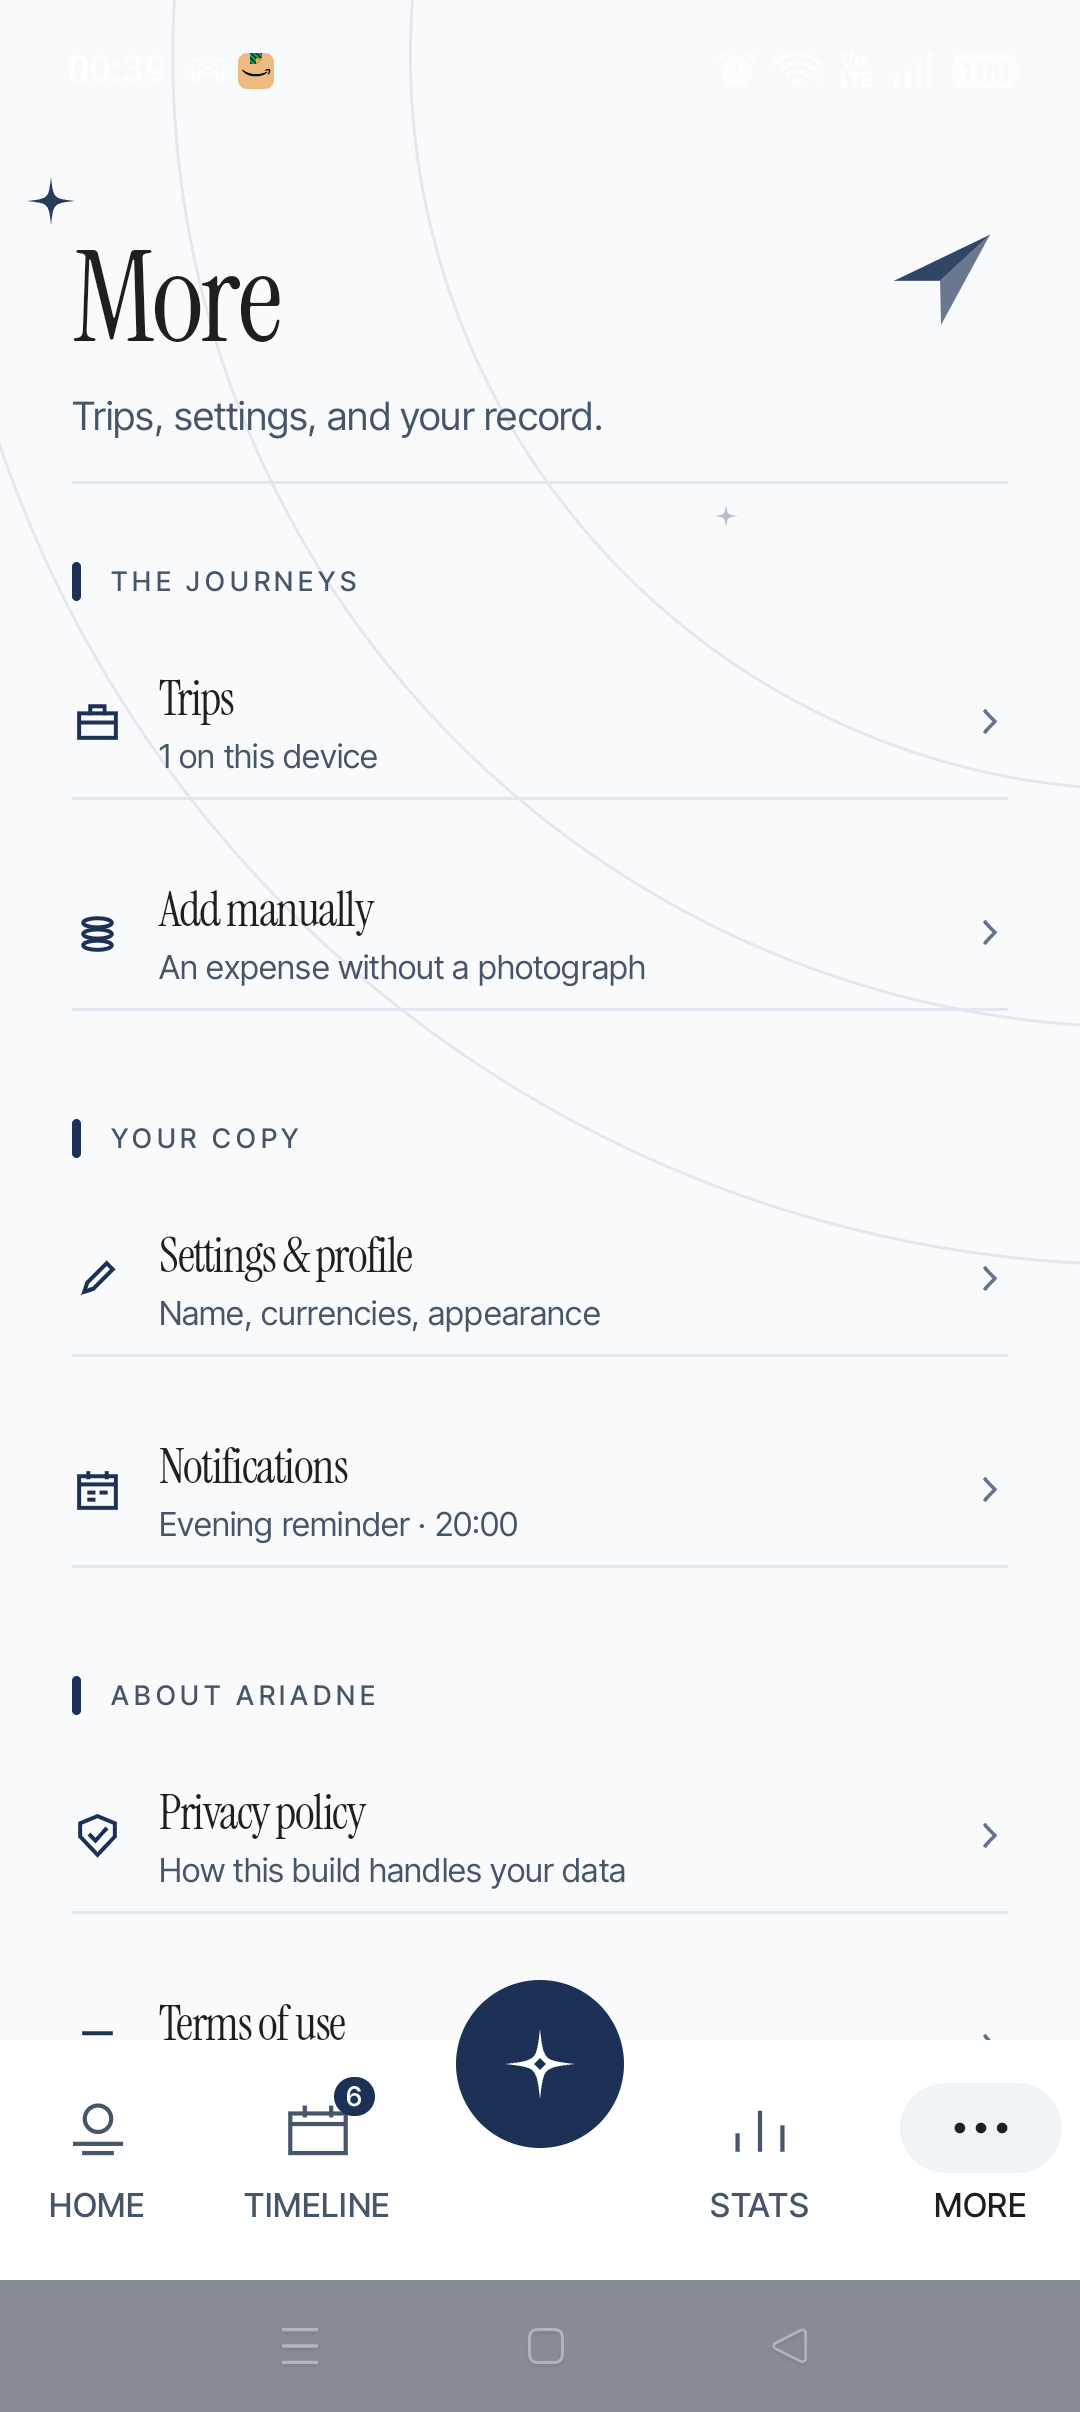 00:39
Vo
LTE
100
More
Trips, settings, and your record.
THE JOURNEYS
Trips
1 on this device
Add manually
An expense without a photograph
YOUR COPY
Settings & profile
Name, currencies, appearance
Notifications
Evening reminder · 20:00
ABOUT ARIADNE
Privacy policy
How this build handles your data
Terms of use
6
HOME
TIMELINE
STATS
MORE